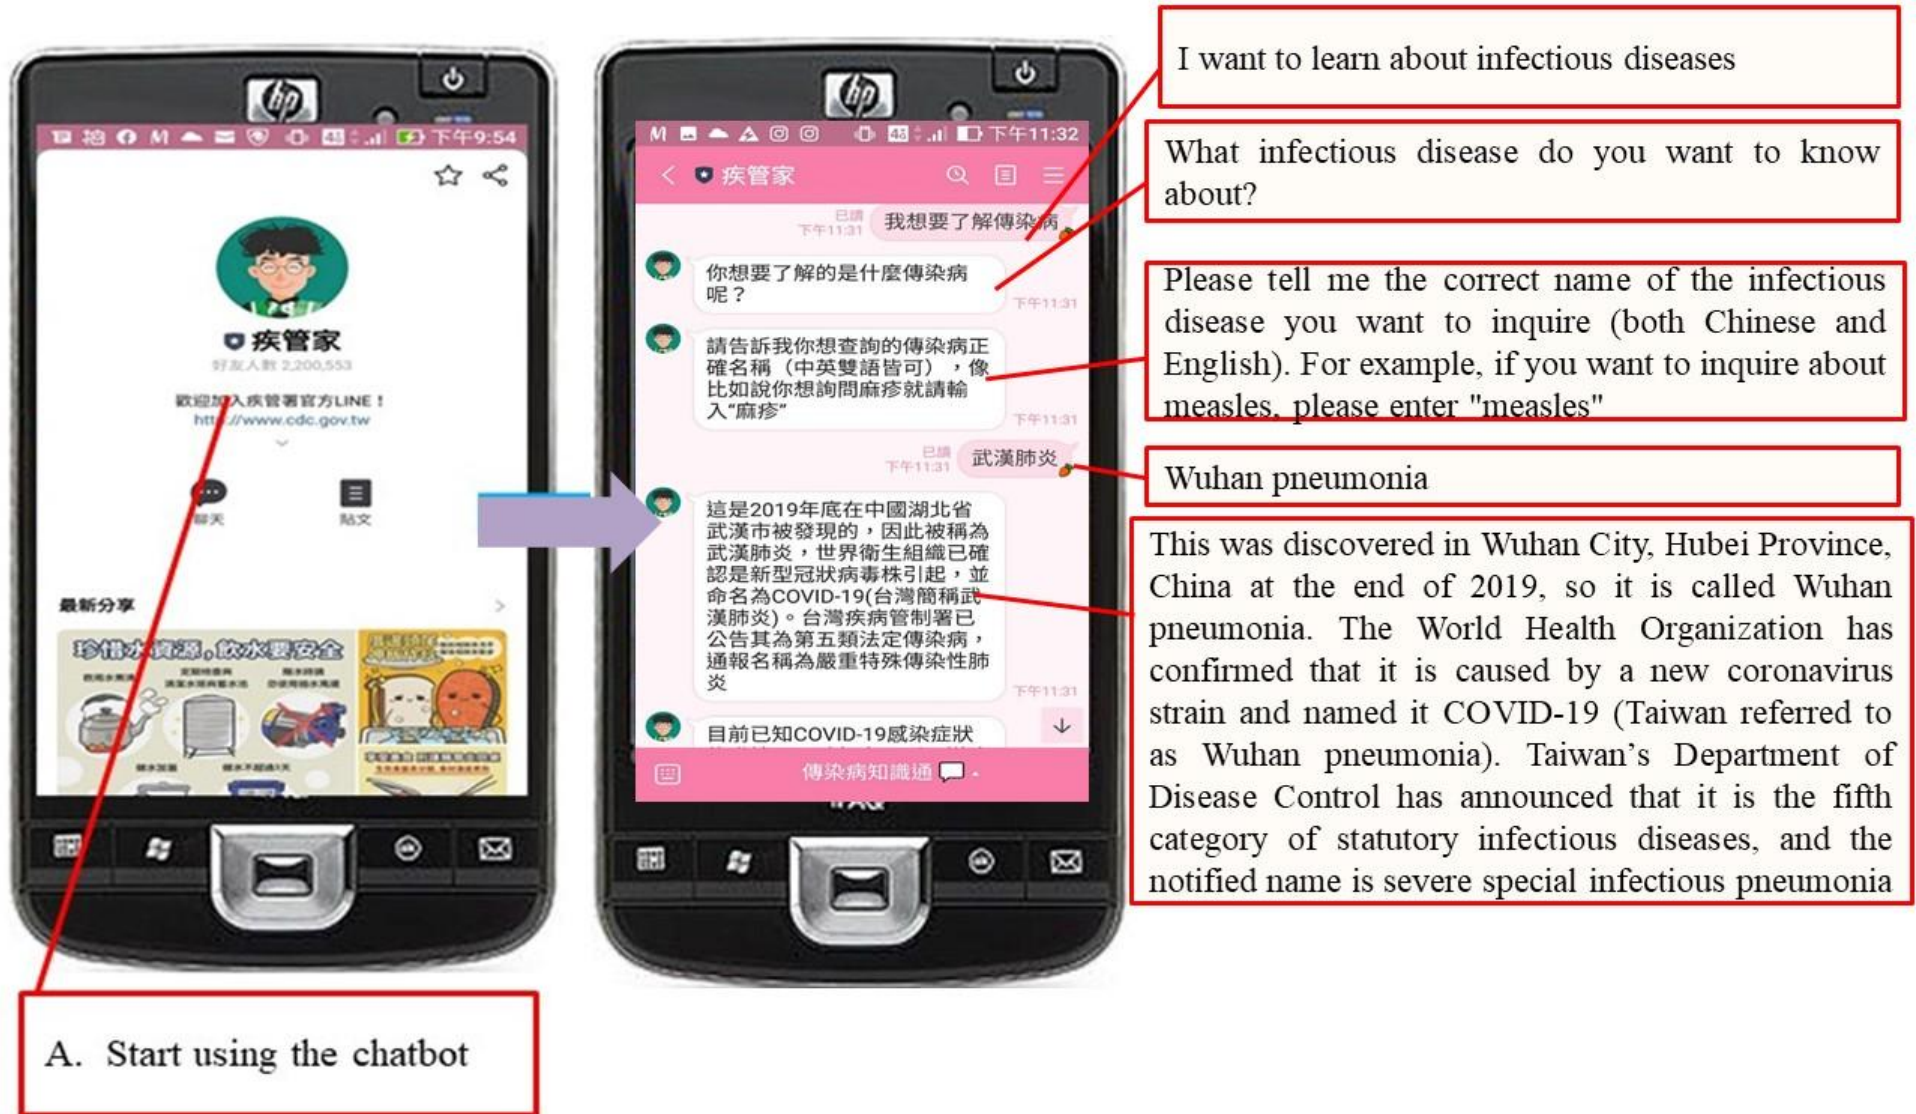 hp
下午9:54
疾管家
好友人數 2,200,553
歡迎加入疾管署官方LINE！
http://www.cdc.gov.tw
聊天
貼文
最新分享
珍惜水資源，飲水要安全
A. Start using the chatbot
hp
下午11:32
疾管家
已讀
下午11:31
我想要了解傳染病
你想要了解的是什麼傳染病
呢？
下午11:31
請告訴我你想查詢的傳染病正
確名稱（中英雙語皆可），像
比如說你想詢問麻疹就請輸
入“麻疹”
下午11:31
已讀
下午11:31
武漢肺炎
這是2019年底在中國湖北省
武漢市被發現的，因此被稱為
武漢肺炎，世界衛生組織已確
認是新型冠狀病毒株引起，並
命名為COVID-19(台灣簡稱武
漢肺炎)。台灣疾病管制署已
公告其為第五類法定傳染病，
通報名稱為嚴重特殊傳染性肺
炎
下午11:31
目前已知COVID-19感染症狀
傳染病知識通
I want to learn about infectious diseases
What infectious disease do you want to know
about?
Please tell me the correct name of the infectious
disease you want to inquire (both Chinese and
English). For example, if you want to inquire about
measles, please enter "measles"
Wuhan pneumonia
This was discovered in Wuhan City, Hubei Province,
China at the end of 2019, so it is called Wuhan
pneumonia. The World Health Organization has
confirmed that it is caused by a new coronavirus
strain and named it COVID-19 (Taiwan referred to
as Wuhan pneumonia). Taiwan’s Department of
Disease Control has announced that it is the fifth
category of statutory infectious diseases, and the
notified name is severe special infectious pneumonia